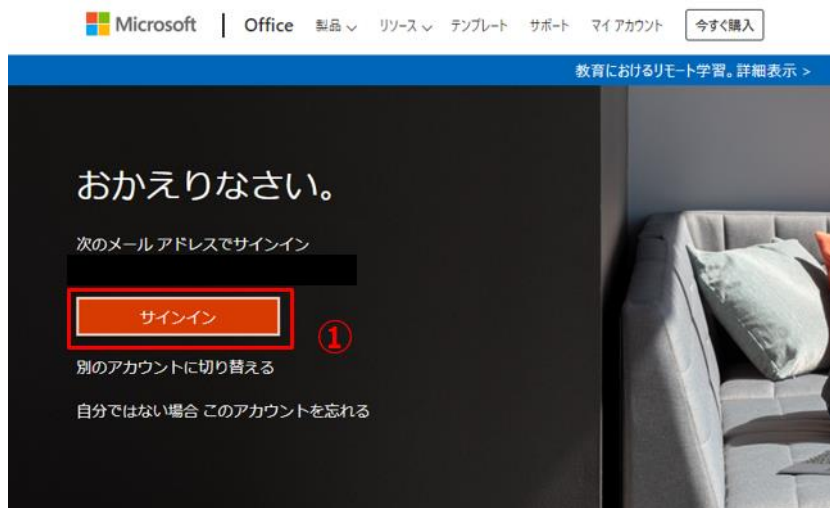 Microsoft | Office 製品 リソース テンプレート サポート マイ アカウント 今すぐ購入
教育におけるリモート学習。詳細表示 >
おかえりなさい。
次のメール アドレスでサインイン
サインイン
①
別のアカウントに切り替える
自分ではない場合 このアカウントを忘れる